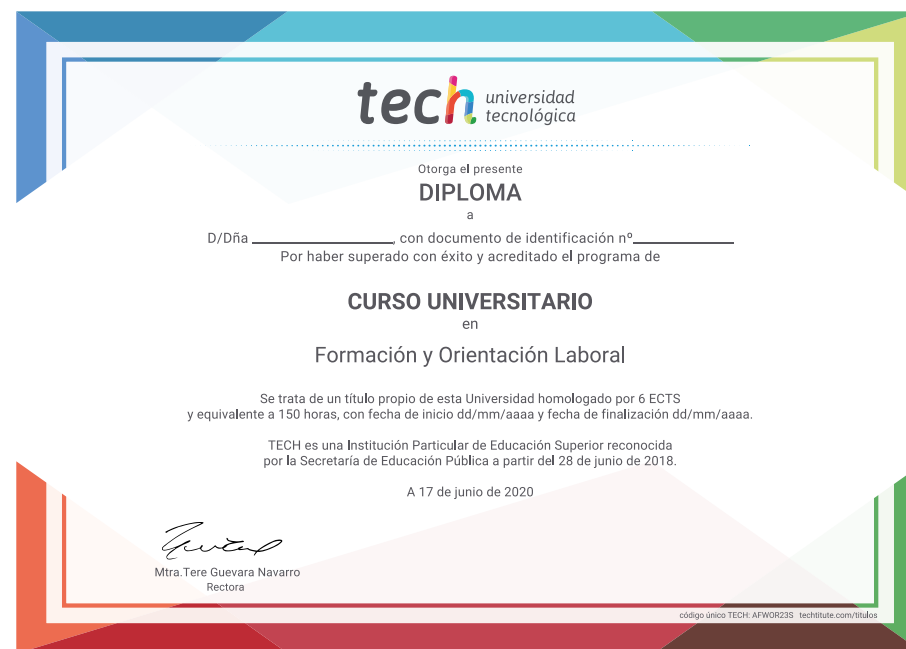 tech universidad
tecnológica
Otorga el presente
DIPLOMA
a
D/Dña ____________________, con documento de identificación nº______________
Por haber superado con éxito y acreditado el programa de
CURSO UNIVERSITARIO
en
Formación y Orientación Laboral
Se trata de un título propio de esta Universidad homologado por 6 ECTS
y equivalente a 150 horas, con fecha de inicio dd/mm/aaaa y fecha de finalización dd/mm/aaaa.
TECH es una Institución Particular de Educación Superior reconocida
por la Secretaría de Educación Pública a partir del 28 de junio de 2018.
A 17 de junio de 2020
Mtra.Tere Guevara Navarro
Rectora
código único TECH: AFWOR23S techtitute.com/titulos